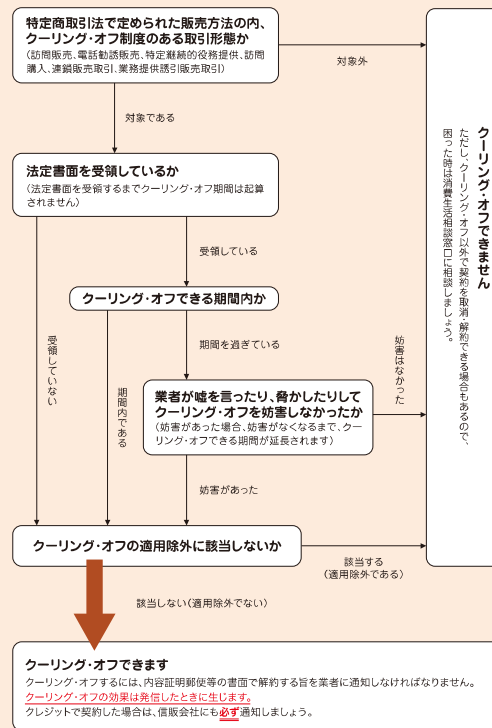 特定商取引法で定められた販売方法の内、
クーリング・オフ制度のある取引形態か
(訪問販売、電話勧誘販売、特定継続的役務提供、訪問
購入、連鎖販売取引、業務提供誘引販売取引)
対象外
対象である
法定書面を受領しているか
(法定書面を受領するまでクーリング・オフ期間は起算
されません)
受領している
クーリング・オフできる期間内か
受領していない
期間内である
期間を過ぎている
業者が嘘を言ったり、脅かしたりして
クーリング・オフを妨害しなかったか
(妨害があった場合、妨害がなくなるまで、クー
リング・オフできる期間が延長されます)
妨害はなかった
妨害があった
クーリング・オフできません
ただし、クーリング・オフ以外で契約を取消・解約できる場合もあるので、
困った時は消費生活相談窓口に相談しましょう。
クーリング・オフの適用除外に該当しないか
該当する
(適用除外である)
該当しない(適用除外でない)
クーリング・オフできます
クーリング・オフするには、内容証明郵便等の書面で解約する旨を業者に通知しなければなりません。
クーリング・オフの効果は発信したときに生じます。
クレジットで契約した場合は、信販会社にも必ず通知しましょう。